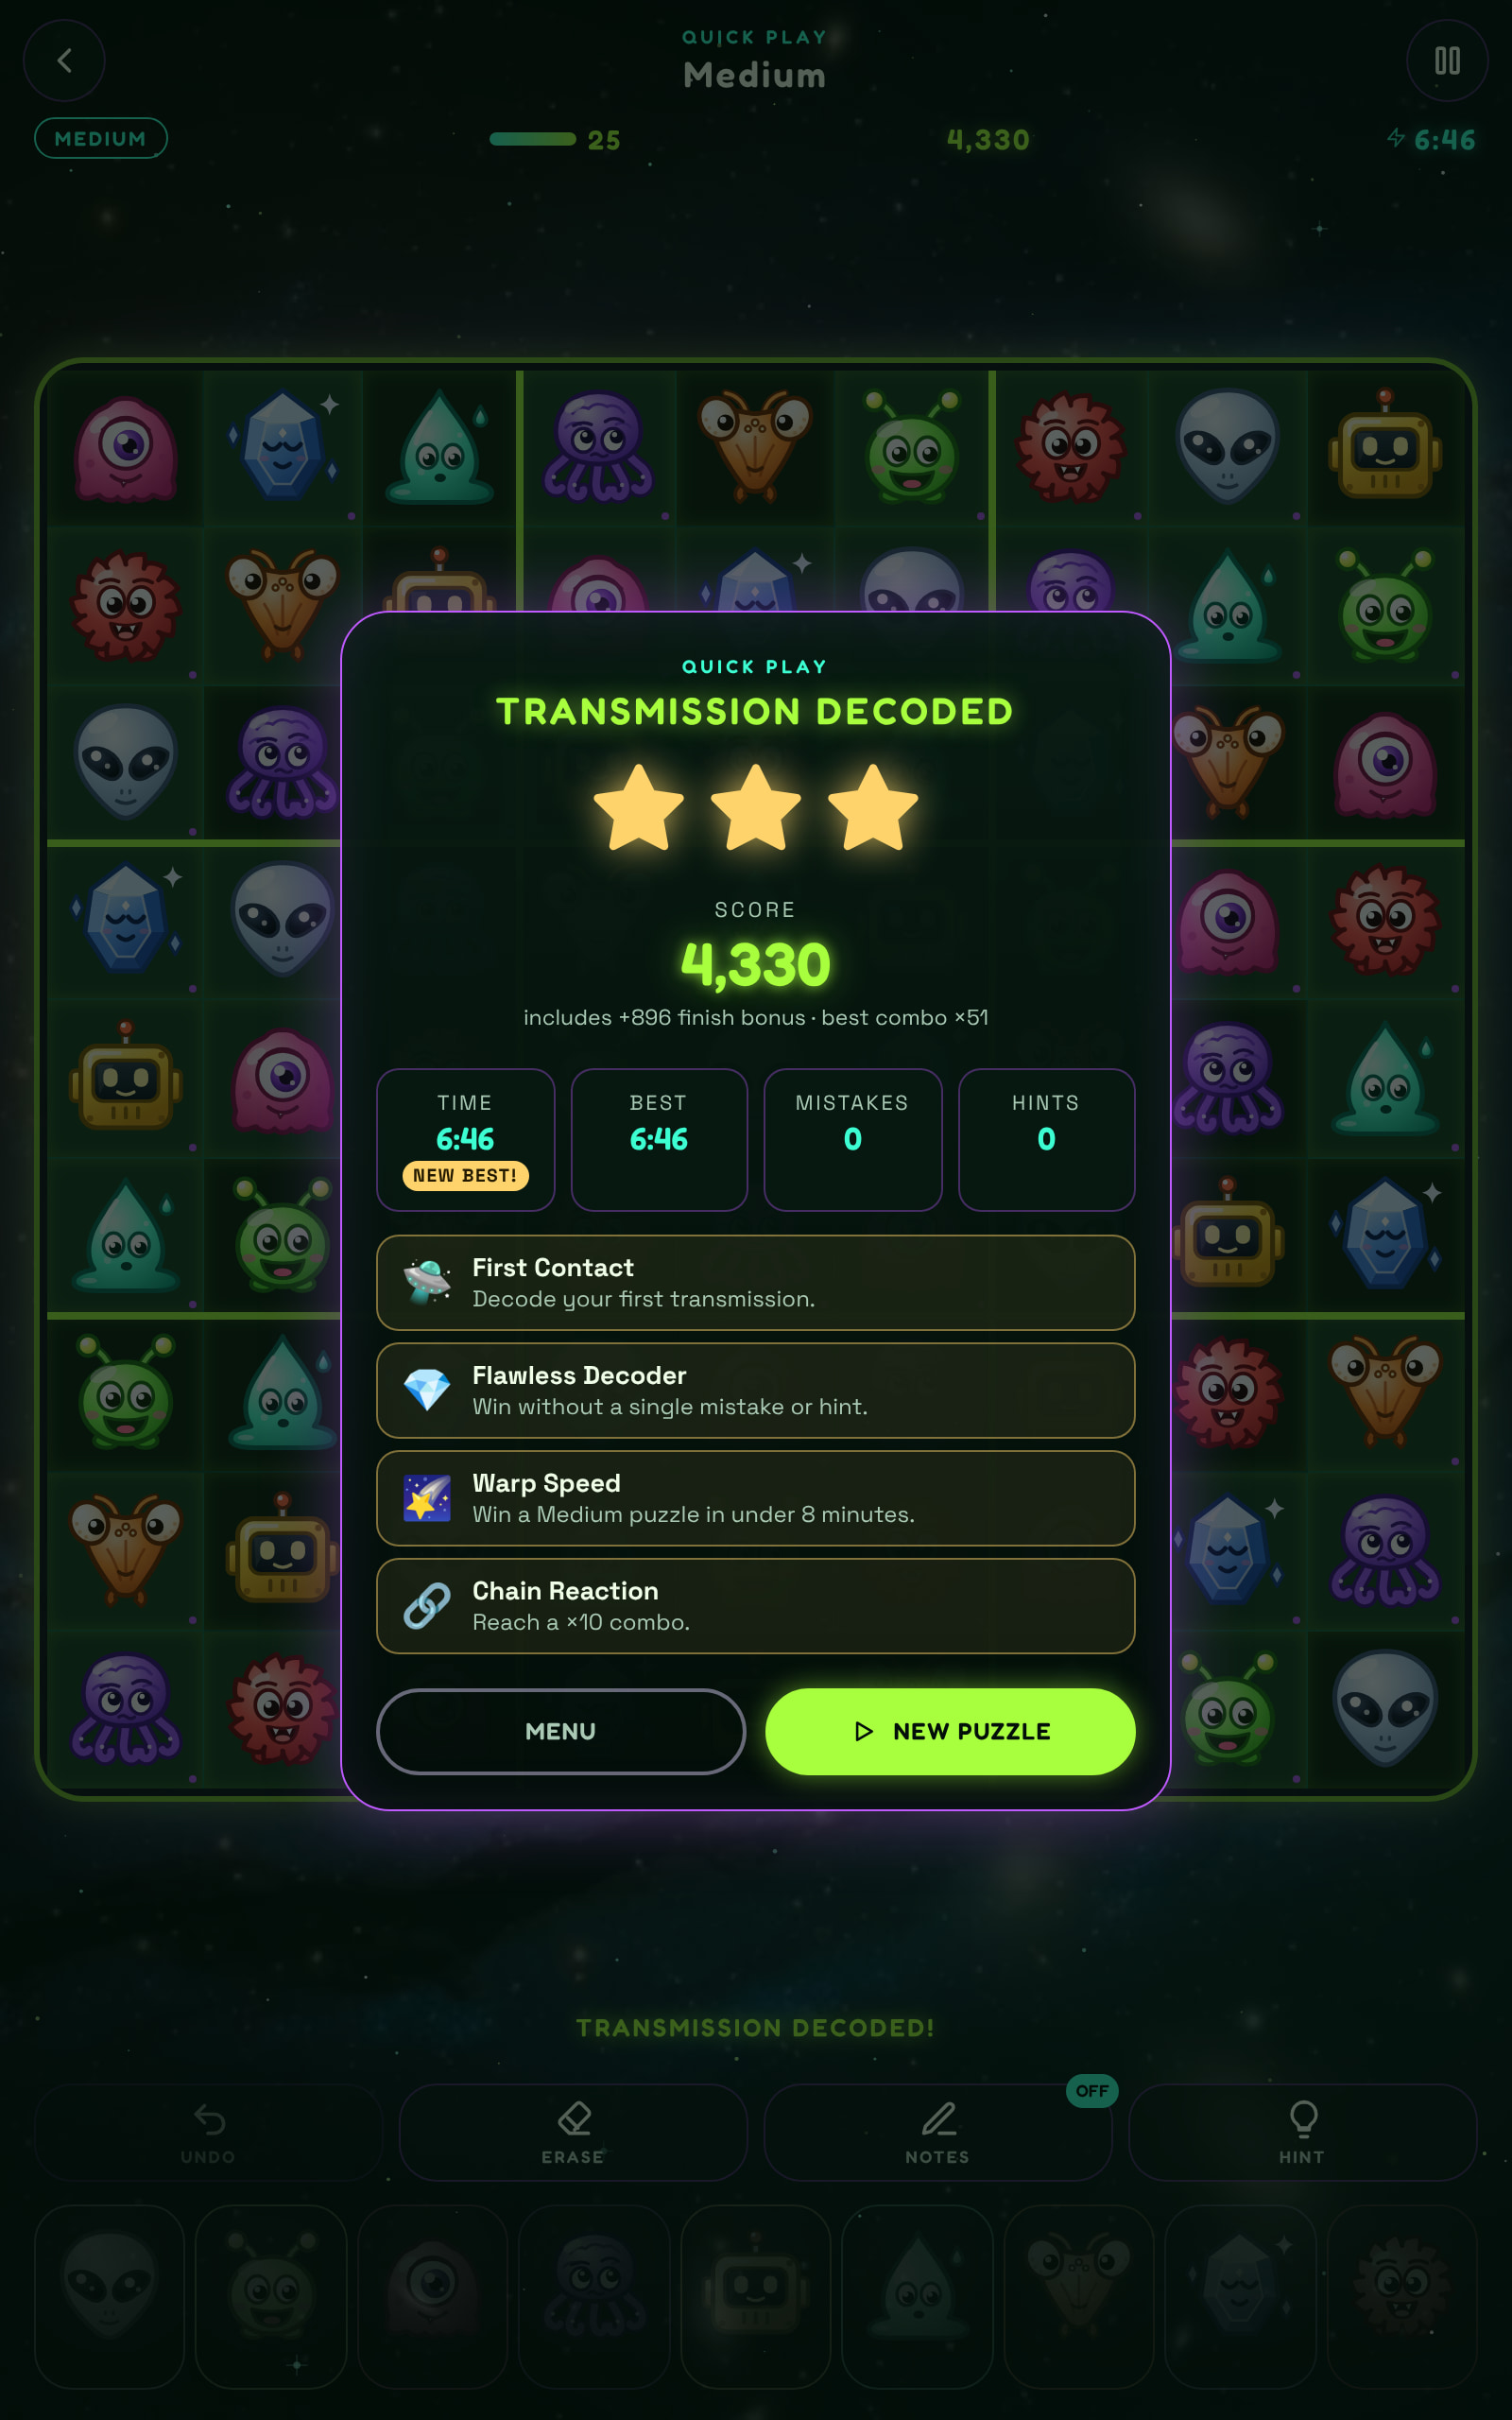 QUICK PLAY
Medium
MEDIUM
25
4,330
6:46
QUICK PLAY
TRANSMISSION DECODED
SCORE
4,330
includes +896 finish bonus · best combo ×51
TIME
6:46
NEW BEST!
BEST
6:46
MISTAKES
0
HINTS
0
First Contact
Decode your first transmission.
Flawless Decoder
Win without a single mistake or hint.
Warp Speed
Win a Medium puzzle in under 8 minutes.
Chain Reaction
Reach a ×10 combo.
MENU
NEW PUZZLE
TRANSMISSION DECODED!
UNDO
ERASE
OFF
NOTES
HINT